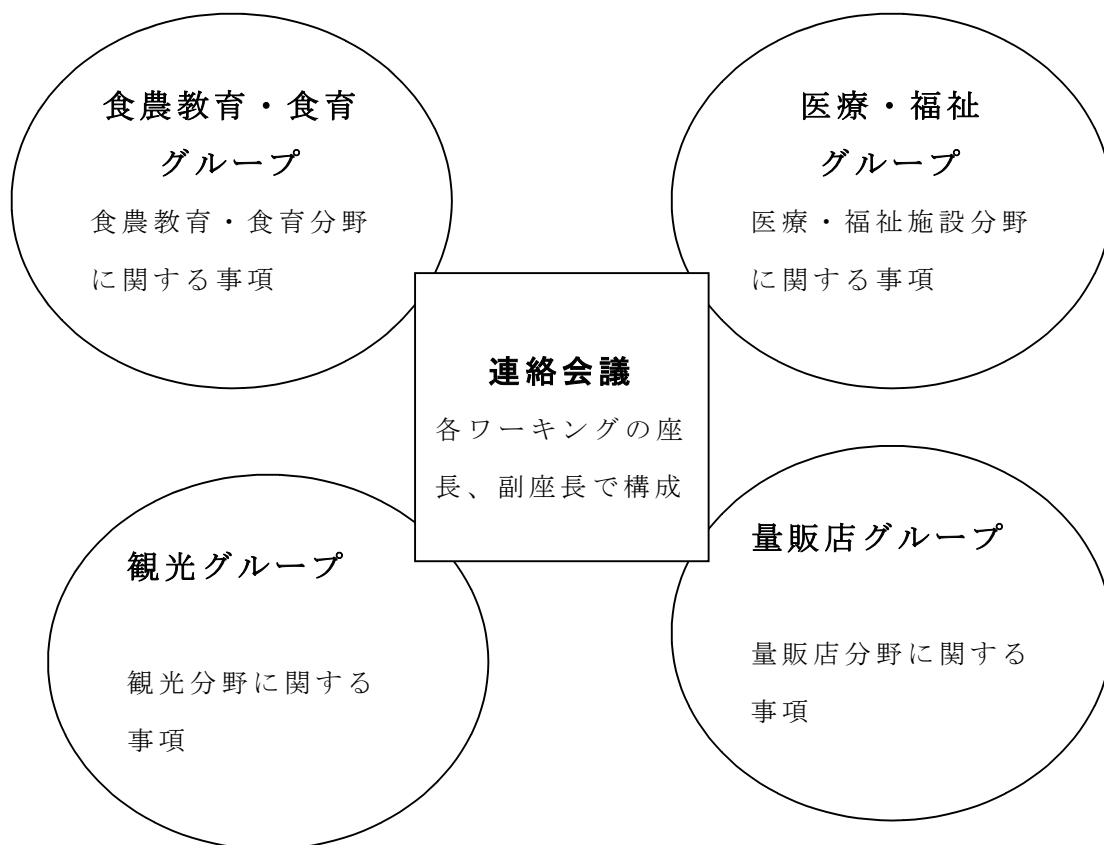 食農教育・食育
グループ
食農教育・食育分野
に関する事項
医療・福祉
グループ
医療・福祉施設分野
に関する事項
連絡会議
各ワーキングの座
長、副座長で構成
観光グループ
観光分野に関する
事項
量販店グループ
量販店分野に関する
事項